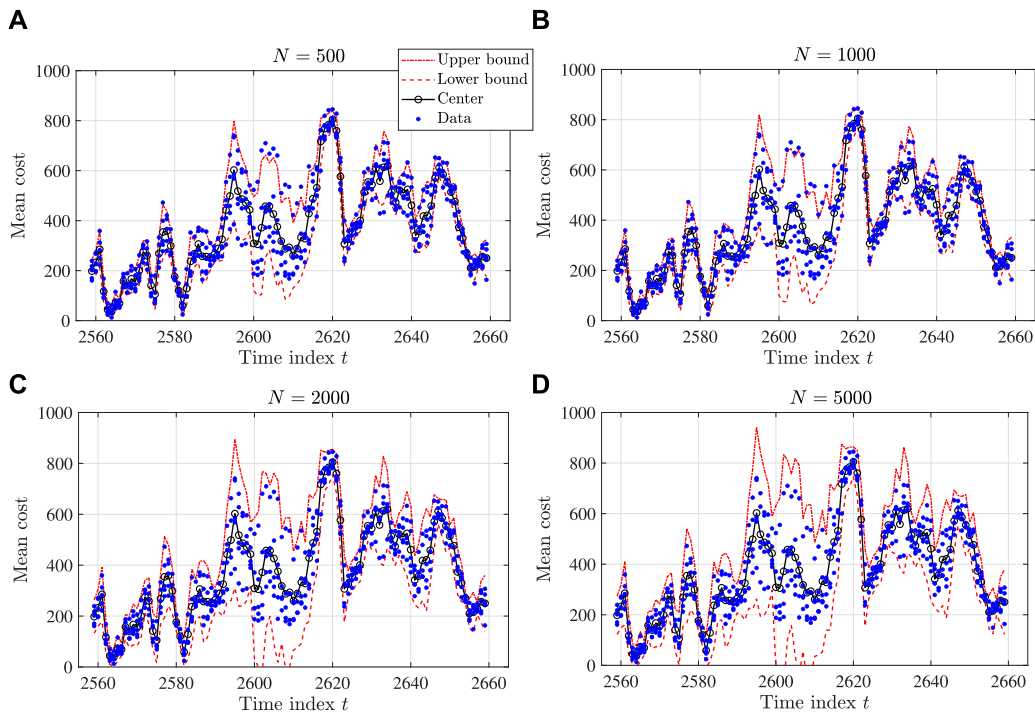 A
N = 500
1000
800
600
400
200
0
Mean cost
2560 2580 2600 2620 2640 2660
Time index t
Upper bound
Lower bound
Center
Data
B
N = 1000
1000
800
600
400
200
0
Mean cost
2560 2580 2600 2620 2640 2660
Time index t
C
N = 2000
1000
800
600
400
200
0
Mean cost
2560 2580 2600 2620 2640 2660
Time index t
D
N = 5000
1000
800
600
400
200
0
Mean cost
2560 2580 2600 2620 2640 2660
Time index t